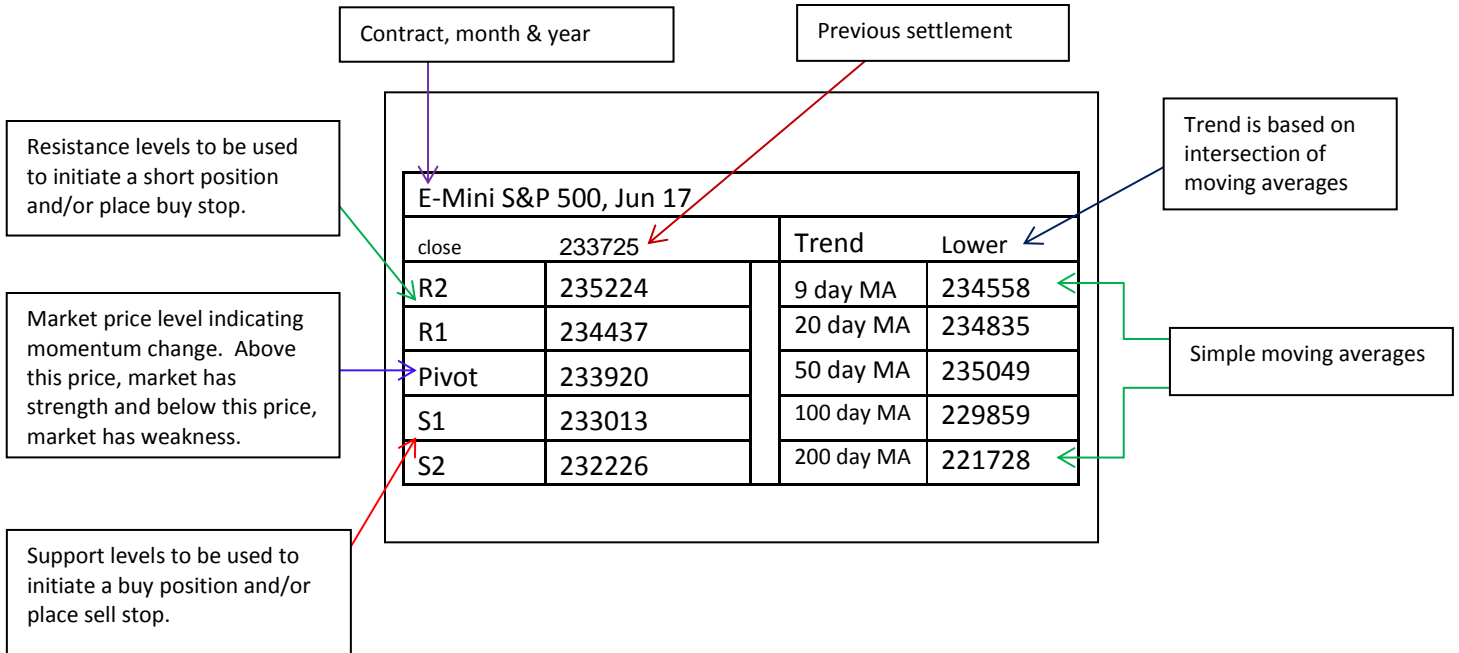 Contract, month & year
Previous settlement
Resistance levels to be used
to initiate a short position
and/or place buy stop.
Trend is based on
intersection of
moving averages
E-Mini S&P 500, Jun 17
close 233725 Trend Lower
R2 235224 9 day MA 234558
R1 234437 20 day MA 234835
Pivot 233920 50 day MA 235049
S1 233013 100 day MA 229859
S2 232226 200 day MA 221728
Market price level indicating
momentum change. Above
this price, market has
strength and below this price,
market has weakness.
Simple moving averages
Support levels to be used to
initiate a buy position and/or
place sell stop.